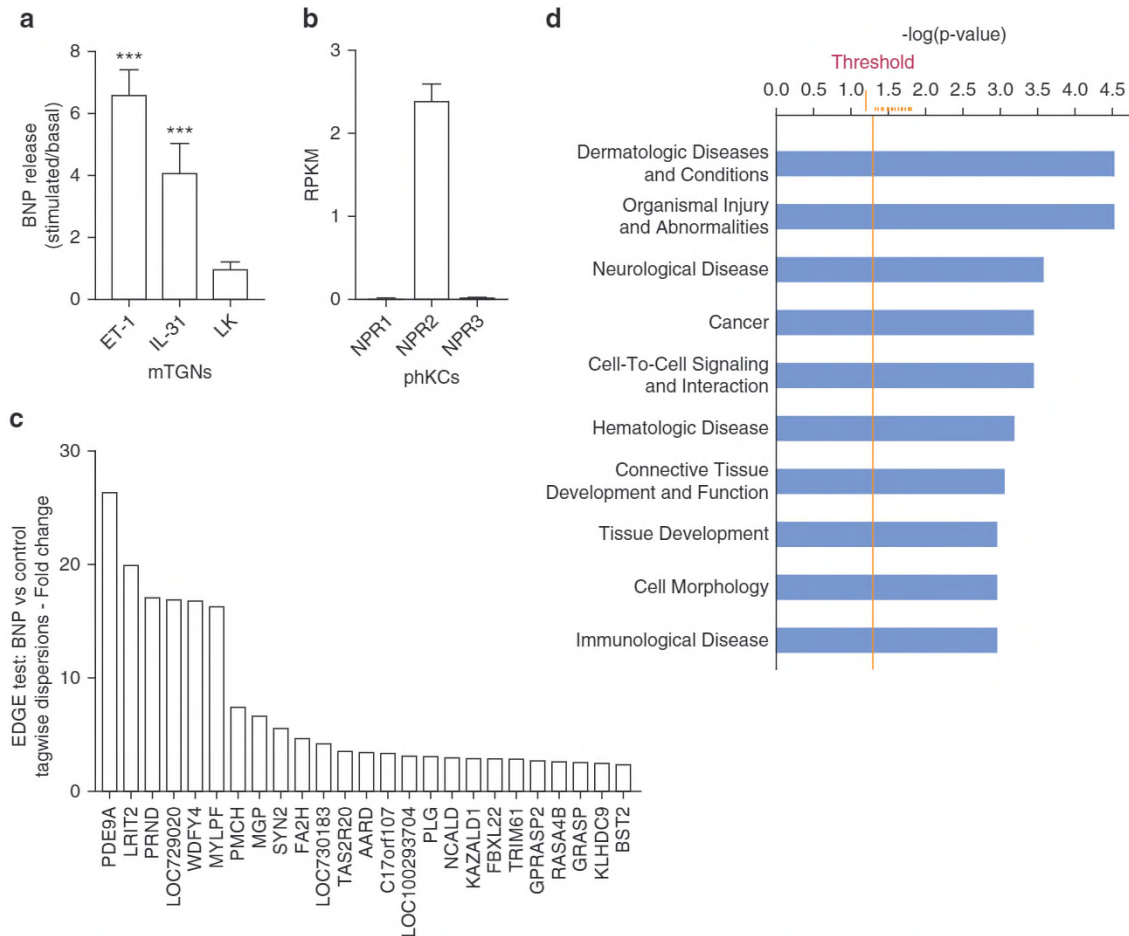 a
BNP release
(stimulated/basal)
8
6
4
2
0
***
***
ET-1
IL-31
LK
mTGNs
b
RPKM
3
2
1
0
NPR1
NPR2
NPR3
phKCs
c
EDGE test: BNP vs control
tagwise dispersions - Fold change
30
20
10
0
PDE9A
LRIT2
PRND
LOC729020
WDFY4
MYLPF
PMCH
MGP
SYN2
FA2H
LOC730183
TAS2R20
AARD
C17orf107
LOC100293704
PLG
NCALD
KAZALD1
FBXL22
TRIM61
GPRASP2
RASA4B
GRASP
KLHDC9
BST2
d
-log(p-value)
Threshold
0.0 0.5 1.0 1.5 2.0 2.5 3.0 3.5 4.0 4.5
Dermatologic Diseases
and Conditions
Organismal Injury
and Abnormalities
Neurological Disease
Cancer
Cell-To-Cell Signaling
and Interaction
Hematologic Disease
Connective Tissue
Development and Function
Tissue Development
Cell Morphology
Immunological Disease